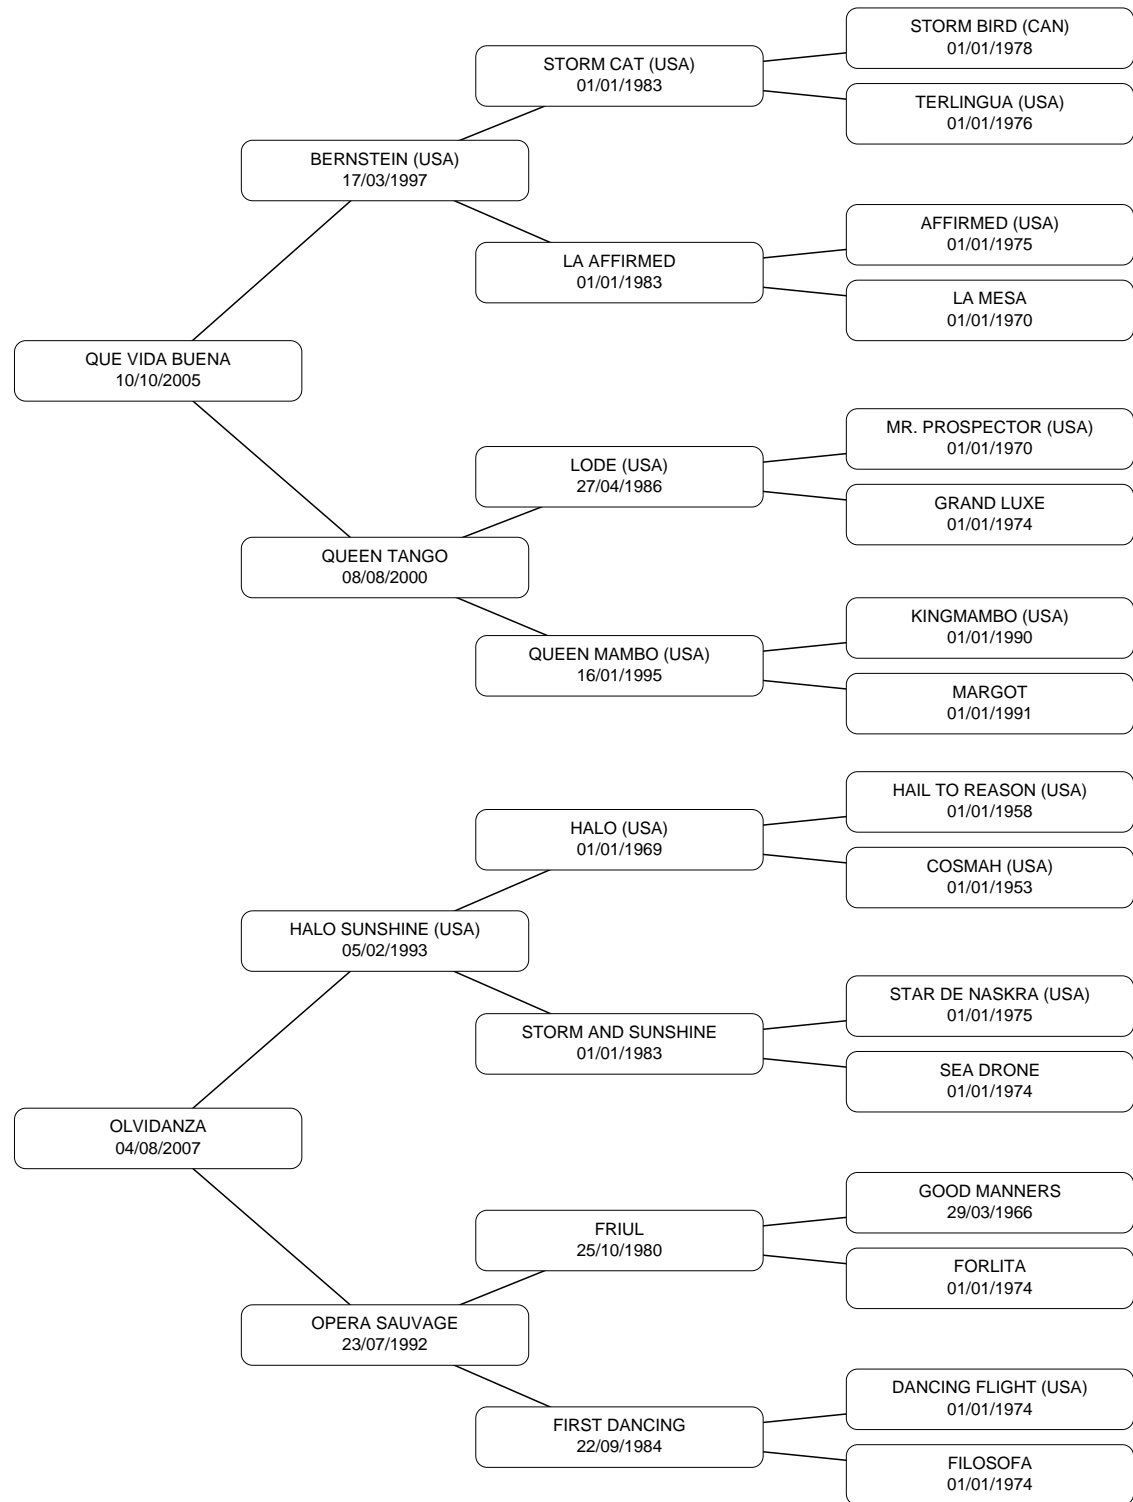 STORM BIRD (CAN)
01/01/1978
STORM CAT (USA)
01/01/1983
TERLINGUA (USA)
01/01/1976
BERNSTEIN (USA)
17/03/1997
AFFIRMED (USA)
01/01/1975
LA AFFIRMED
01/01/1983
LA MESA
01/01/1970
QUE VIDA BUENA
10/10/2005
MR. PROSPECTOR (USA)
01/01/1970
LODE (USA)
27/04/1986
GRAND LUXE
01/01/1974
QUEEN TANGO
08/08/2000
KINGMAMBO (USA)
01/01/1990
QUEEN MAMBO (USA)
16/01/1995
MARGOT
01/01/1991
HAIL TO REASON (USA)
01/01/1958
HALO (USA)
01/01/1969
COSMAH (USA)
01/01/1953
HALO SUNSHINE (USA)
05/02/1993
STAR DE NASKRA (USA)
01/01/1975
STORM AND SUNSHINE
01/01/1983
SEA DRONE
01/01/1974
OLVIDANZA
04/08/2007
GOOD MANNERS
29/03/1966
FRIUL
25/10/1980
FORLITA
01/01/1974
OPERA SAUVAGE
23/07/1992
DANCING FLIGHT (USA)
01/01/1974
FIRST DANCING
22/09/1984
FILOSOFA
01/01/1974